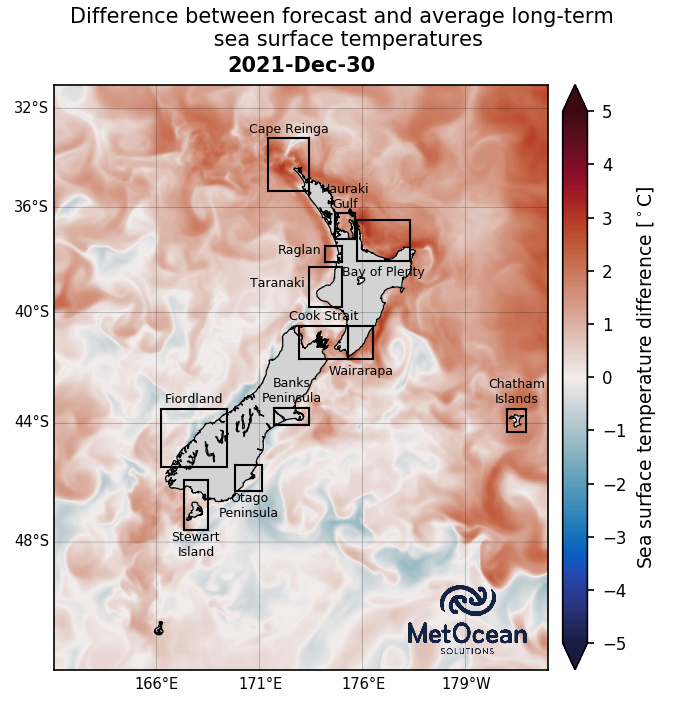 Difference between forecast and average long-term
sea surface temperatures
2021-Dec-30
32°S
36°S
40°S
44°S
48°S
166°E
171°E
176°E
179°W
Cape Reinga
Hauraki
Gulf
Raglan
Bay of Plenty
Taranaki
Cook Strait
Wairarapa
Banks
Peninsula
Fiordland
Chatham
Islands
Otago
Peninsula
Stewart
Island
MetOcean
SOLUTIONS
5
4
3
2
1
0
−1
−2
−3
−4
−5
Sea surface temperature difference [°C]